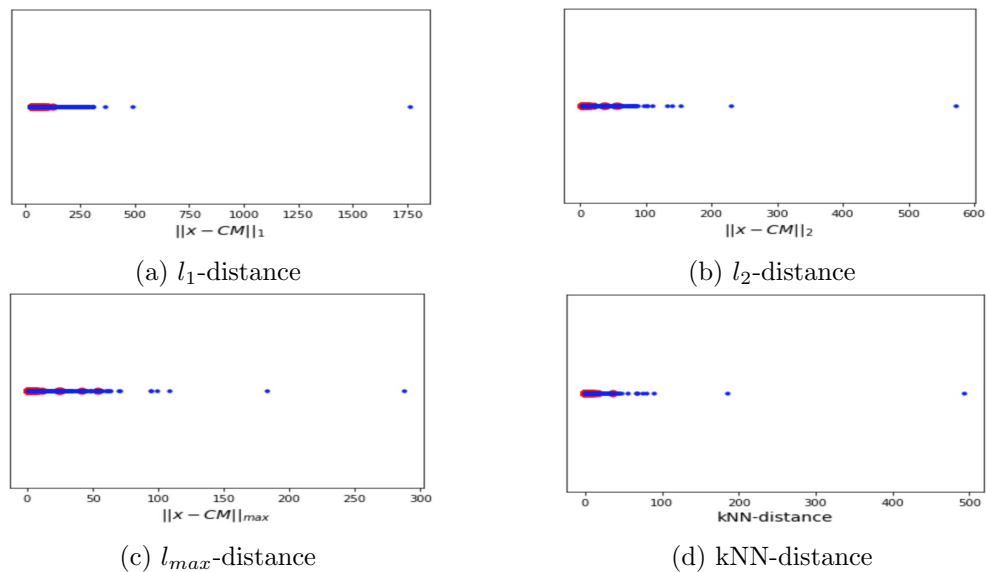 0 250 500 750 1000 1250 1500 1750
||x − CM||₁
(a) l₁-distance
0 100 200 300 400 500 600
||x − CM||₂
(b) l₂-distance
0 50 100 150 200 250 300
||x − CM||ₘₐₓ
(c) lₘₐₓ-distance
0 100 200 300 400 500
kNN-distance
(d) kNN-distance